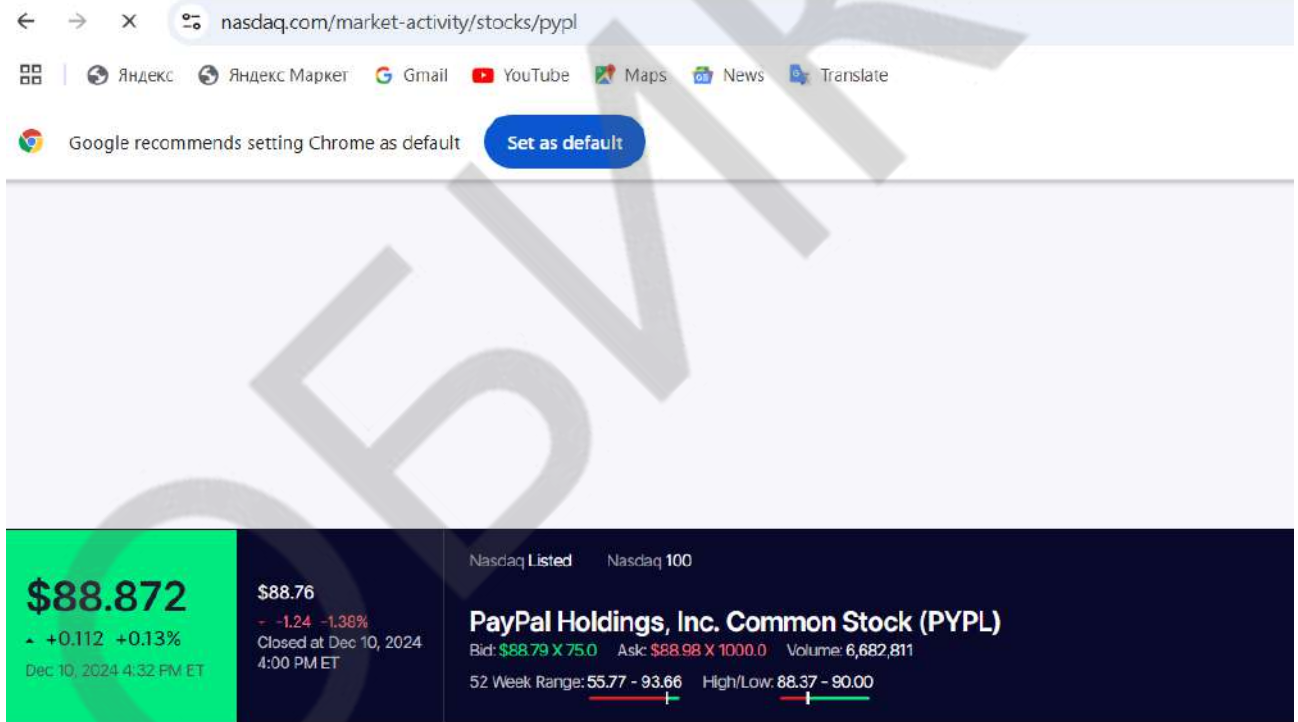 nasdaq.com/market-activity/stocks/pypl
Яндекс Яндекс Маркет Gmail YouTube Maps News Translate
Google recommends setting Chrome as default Set as default
ОБИК
Nasdaq Listed Nasdaq 100
$88.872
+0.112 +0.13%
Dec 10, 2024 4:32 PM ET
$88.76
-1.24 -1.38%
Closed at Dec 10, 2024
4:00 PM ET
PayPal Holdings, Inc. Common Stock (PYPL)
Bid: $88.79 X 75.0 Ask: $88.98 X 1000.0 Volume: 6,682,811
52 Week Range: 55.77 - 93.66 High/Low: 88.37 - 90.00